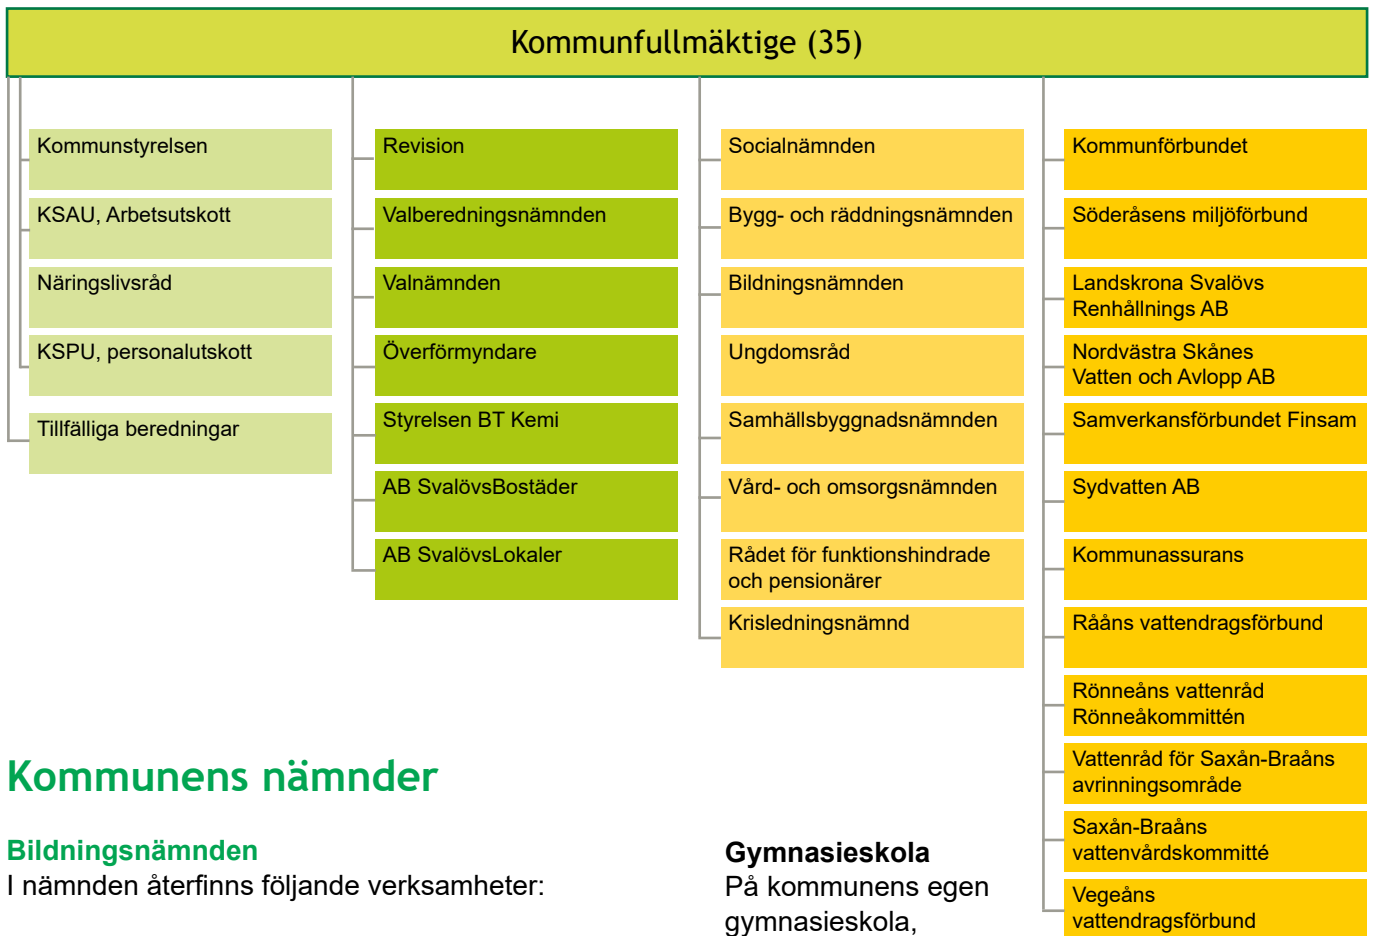 Kommunfullmäktige (35)
Kommunstyrelsen
KSAU, Arbetsutskott
Näringslivsråd
KSPU, personalutskott
Tillfälliga beredningar
Revision
Valberedningsnämnden
Valnämnden
Överförmyndare
Styrelsen BT Kemi
AB SvalövsBostäder
AB SvalövsLokaler
Socialnämnden
Bygg- och räddningsnämnden
Bildningsnämnden
Ungdomsråd
Samhällsbyggnadsnämnden
Vård- och omsorgsnämnden
Rådet för funktionshindrade
och pensionärer
Krisledningsnämnd
Kommunförbundet
Söderåsens miljöförbund
Landskrona Svalövs
Renhållnings AB
Nordvästra Skånes
Vatten och Avlopp AB
Samverkansförbundet Finsam
Sydvatten AB
Kommunassurans
Rååns vattendragsförbund
Rönneåns vattenråd
Rönneåkommittén
Vattenråd för Saxån-Braåns
avrinningsområde
Saxån-Braåns
vattenvårdskommitté
Vegeåns
vattendragsförbund
Kommunens nämnder
Bildningsnämnden
I nämnden återfinns följande verksamheter:
Gymnasieskola
På kommunens egen
gymnasieskola,